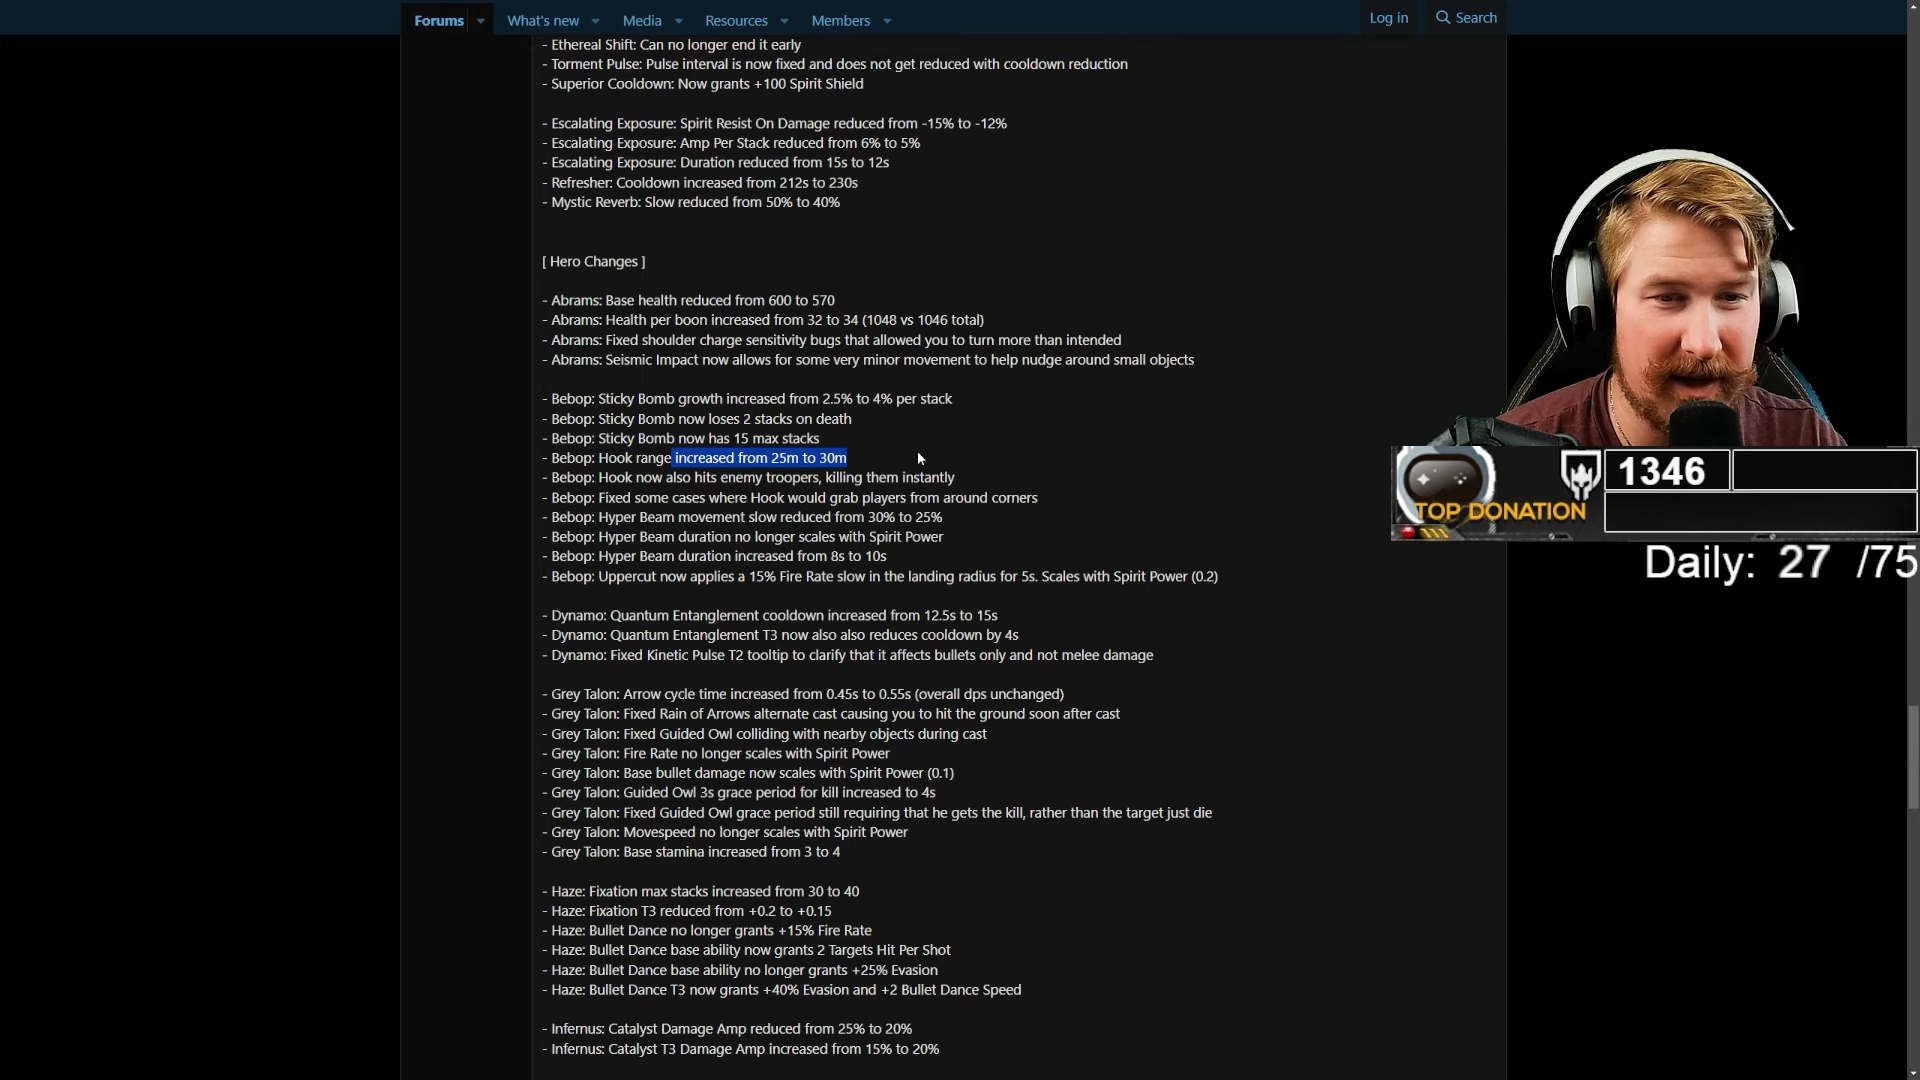 Forums
What's new
Media
Resources
Members
Log in
Search
- Ethereal Shift: Can no longer end it early
- Torment Pulse: Pulse interval is now fixed and does not get reduced with cooldown reduction
- Superior Cooldown: Now grants +100 Spirit Shield
- Escalating Exposure: Spirit Resist On Damage reduced from -15% to -12%
- Escalating Exposure: Amp Per Stack reduced from 6% to 5%
- Escalating Exposure: Duration reduced from 15s to 12s
- Refresher: Cooldown increased from 212s to 230s
- Mystic Reverb: Slow reduced from 50% to 40%
[ Hero Changes ]
- Abrams: Base health reduced from 600 to 570
- Abrams: Health per boon increased from 32 to 34 (1048 vs 1046 total)
- Abrams: Fixed shoulder charge sensitivity bugs that allowed you to turn more than intended
- Abrams: Seismic Impact now allows for some very minor movement to help nudge around small objects
- Bebop: Sticky Bomb growth increased from 2.5% to 4% per stack
- Bebop: Sticky Bomb now loses 2 stacks on death
- Bebop: Sticky Bomb now has 15 max stacks
- Bebop: Hook range increased from 25m to 30m
- Bebop: Hook now also hits enemy troopers, killing them instantly
- Bebop: Fixed some cases where Hook would grab players from around corners
- Bebop: Hyper Beam movement slow reduced from 30% to 25%
- Bebop: Hyper Beam duration no longer scales with Spirit Power
- Bebop: Hyper Beam duration increased from 8s to 10s
- Bebop: Uppercut now applies a 15% Fire Rate slow in the landing radius for 5s. Scales with Spirit Power (0.2)
- Dynamo: Quantum Entanglement cooldown increased from 12.5s to 15s
- Dynamo: Quantum Entanglement T3 now also also reduces cooldown by 4s
- Dynamo: Fixed Kinetic Pulse T2 tooltip to clarify that it affects bullets only and not melee damage
- Grey Talon: Arrow cycle time increased from 0.45s to 0.55s (overall dps unchanged)
- Grey Talon: Fixed Rain of Arrows alternate cast causing you to hit the ground soon after cast
- Grey Talon: Fixed Guided Owl colliding with nearby objects during cast
- Grey Talon: Fire Rate no longer scales with Spirit Power
- Grey Talon: Base bullet damage now scales with Spirit Power (0.1)
- Grey Talon: Guided Owl 3s grace period for kill increased to 4s
- Grey Talon: Fixed Guided Owl grace period still requiring that he gets the kill, rather than the target just die
- Grey Talon: Movespeed no longer scales with Spirit Power
- Grey Talon: Base stamina increased from 3 to 4
- Haze: Fixation max stacks increased from 30 to 40
- Haze: Fixation T3 reduced from +0.2 to +0.15
- Haze: Bullet Dance no longer grants +15% Fire Rate
- Haze: Bullet Dance base ability now grants 2 Targets Hit Per Shot
- Haze: Bullet Dance base ability no longer grants +25% Evasion
- Haze: Bullet Dance T3 now grants +40% Evasion and +2 Bullet Dance Speed
- Infernus: Catalyst Damage Amp reduced from 25% to 20%
- Infernus: Catalyst T3 Damage Amp increased from 15% to 20%
1346
TOP DONATION
Daily: 27 /75